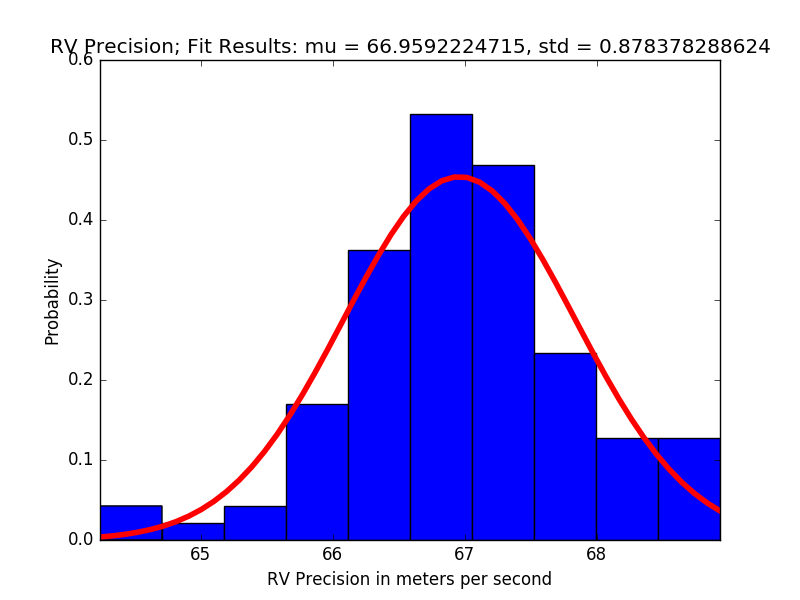 RV Precision; Fit Results: mu = 66.9592224715, std = 0.878378288624
0.6
0.5
0.4
0.3
0.2
0.1
0.0
Probability
65 66 67 68
RV Precision in meters per second